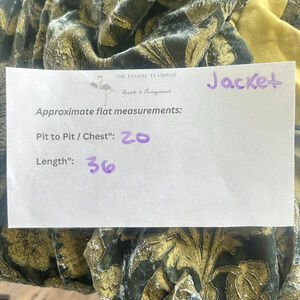 THE FRUGAL FLAMINGO
Resale & Consignment
Jacket
Approximate flat measurements:
Pit to Pit / Chest": 20
Length": 36